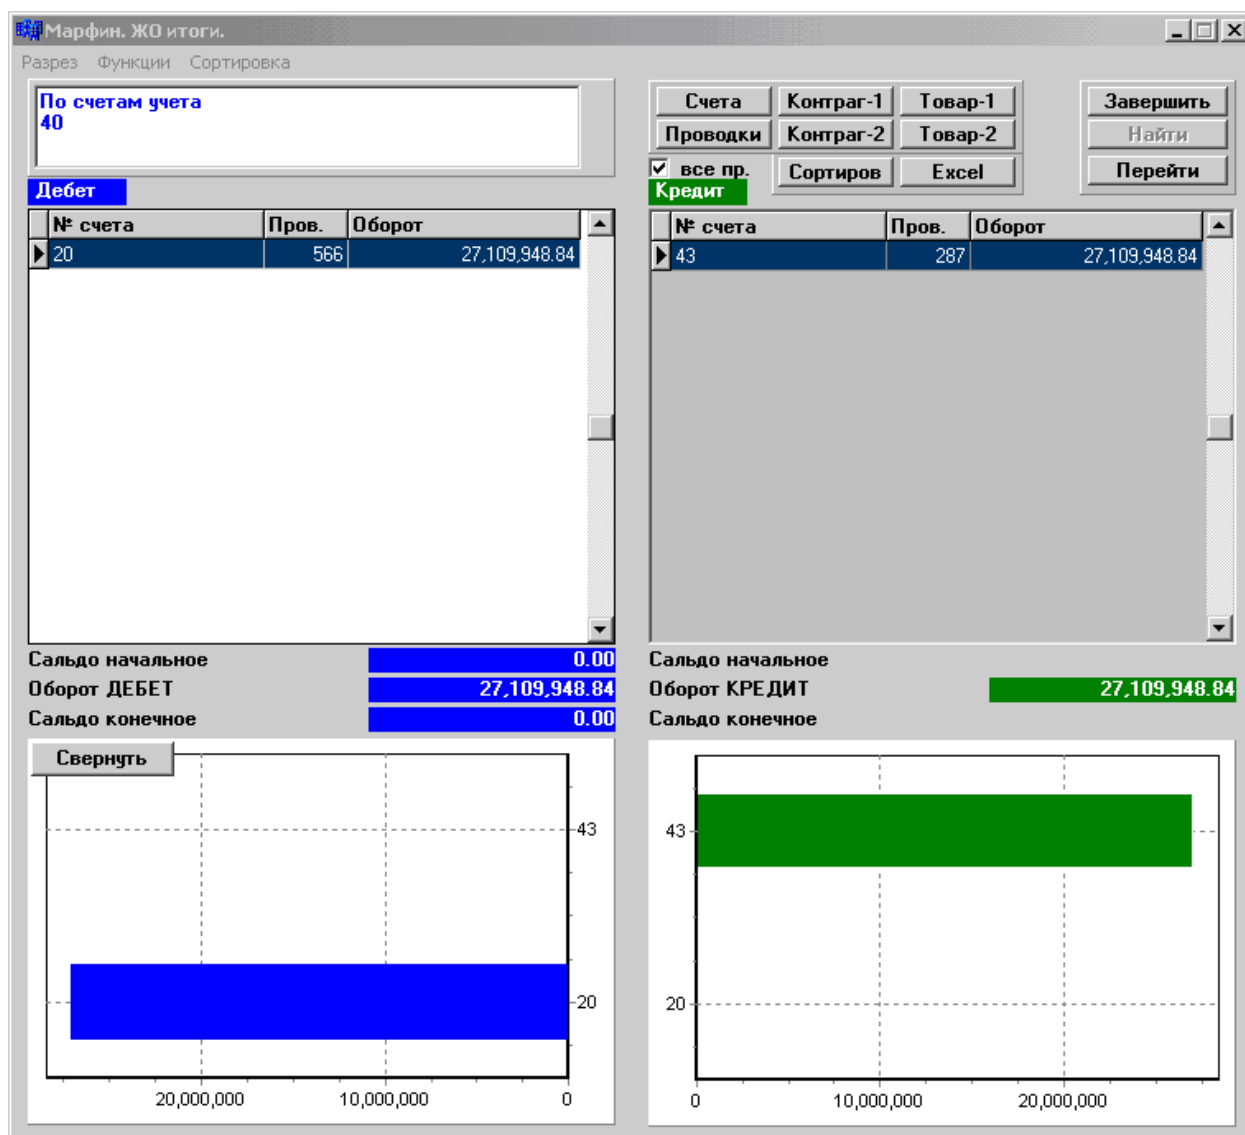 Марфин. ЖО итоги.
Разрез Функции Сортировка
По счетам учета
40
Счета Контраг-1 Товар-1
Проводки Контраг-2 Товар-2
все пр. Сортиров Excel
Завершить
Найти
Перейти
Дебет
№ счета Пров. Оборот
20 566 27,109,948.84
Кредит
№ счета Пров. Оборот
43 287 27,109,948.84
Сальдо начальное 0.00
Оборот ДЕБЕТ 27,109,948.84
Сальдо конечное 0.00
Сальдо начальное
Оборот КРЕДИТ 27,109,948.84
Сальдо конечное
Свернуть
43
20
20,000,000 10,000,000 0
43
20
0 10,000,000 20,000,000